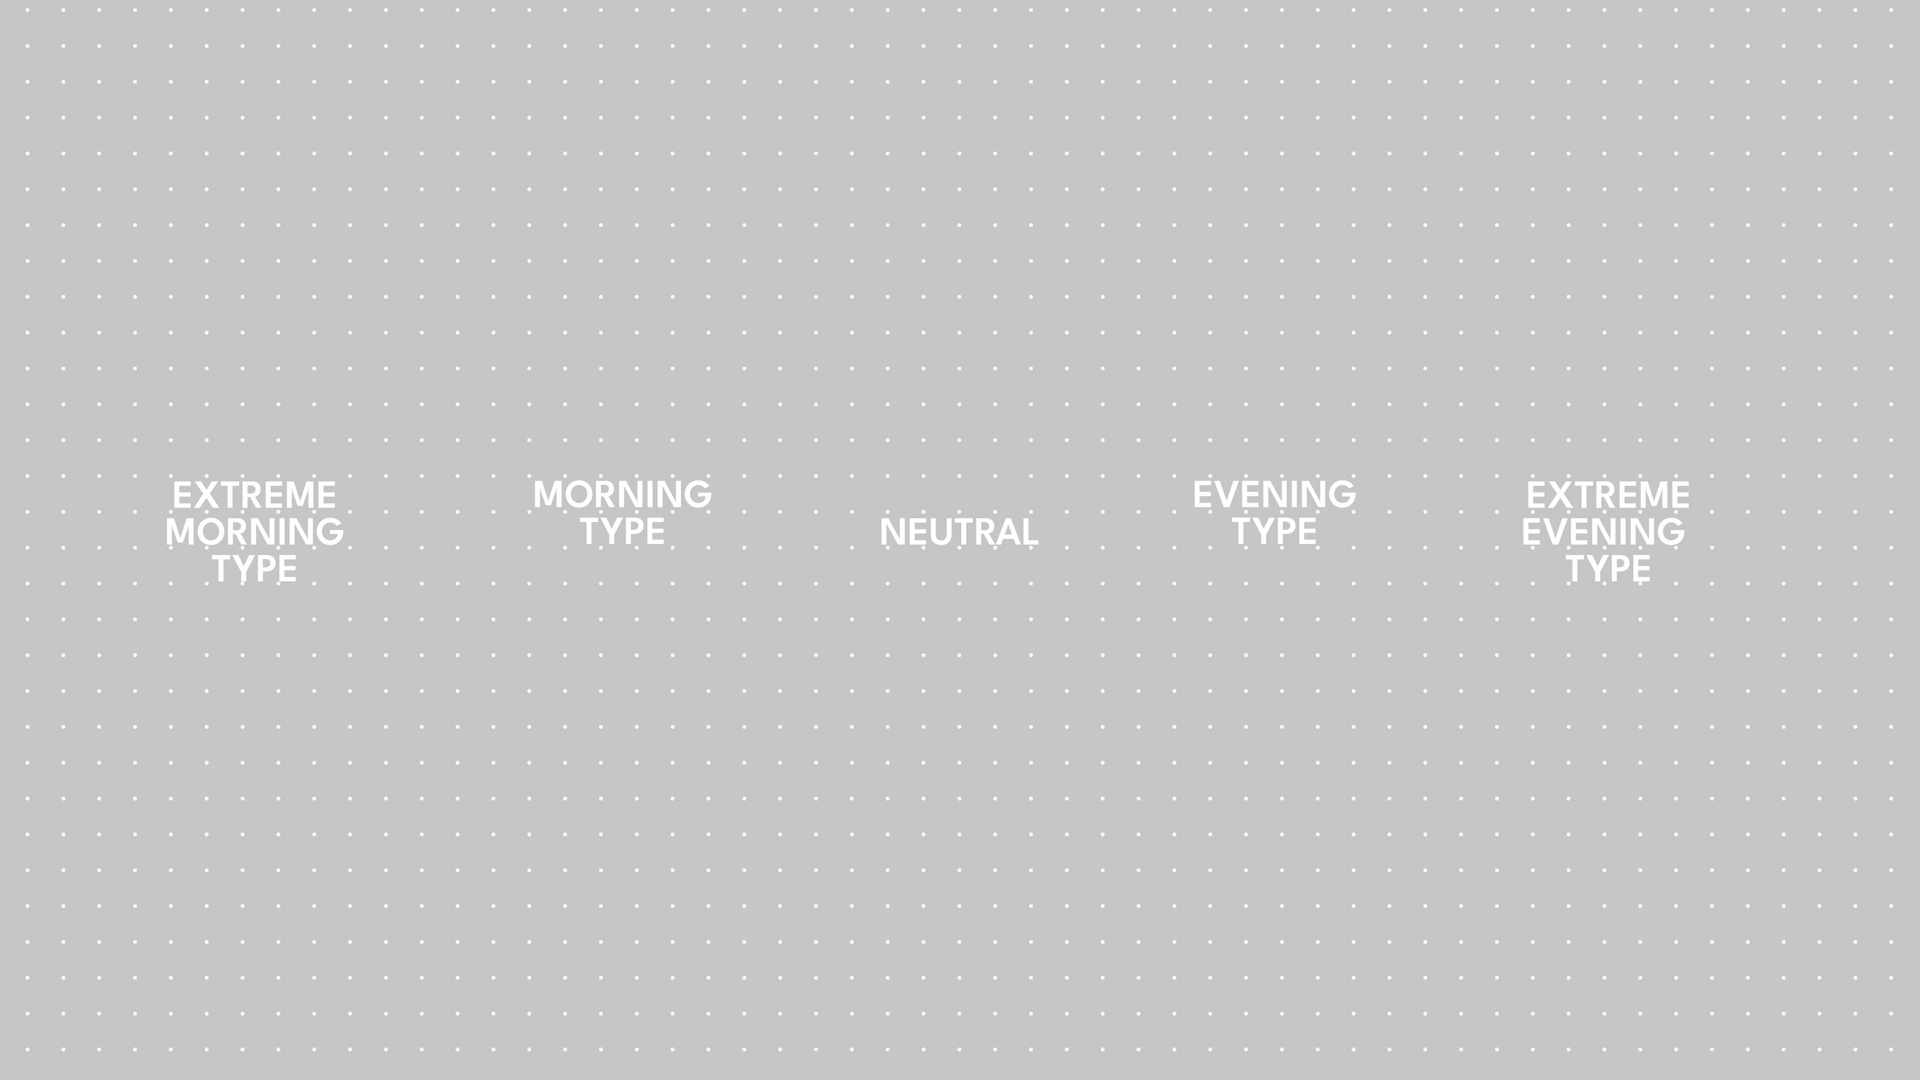 EXTREME
MORNING
TYPE
MORNING
TYPE
NEUTRAL
EVENING
TYPE
EXTREME
EVENING
TYPE